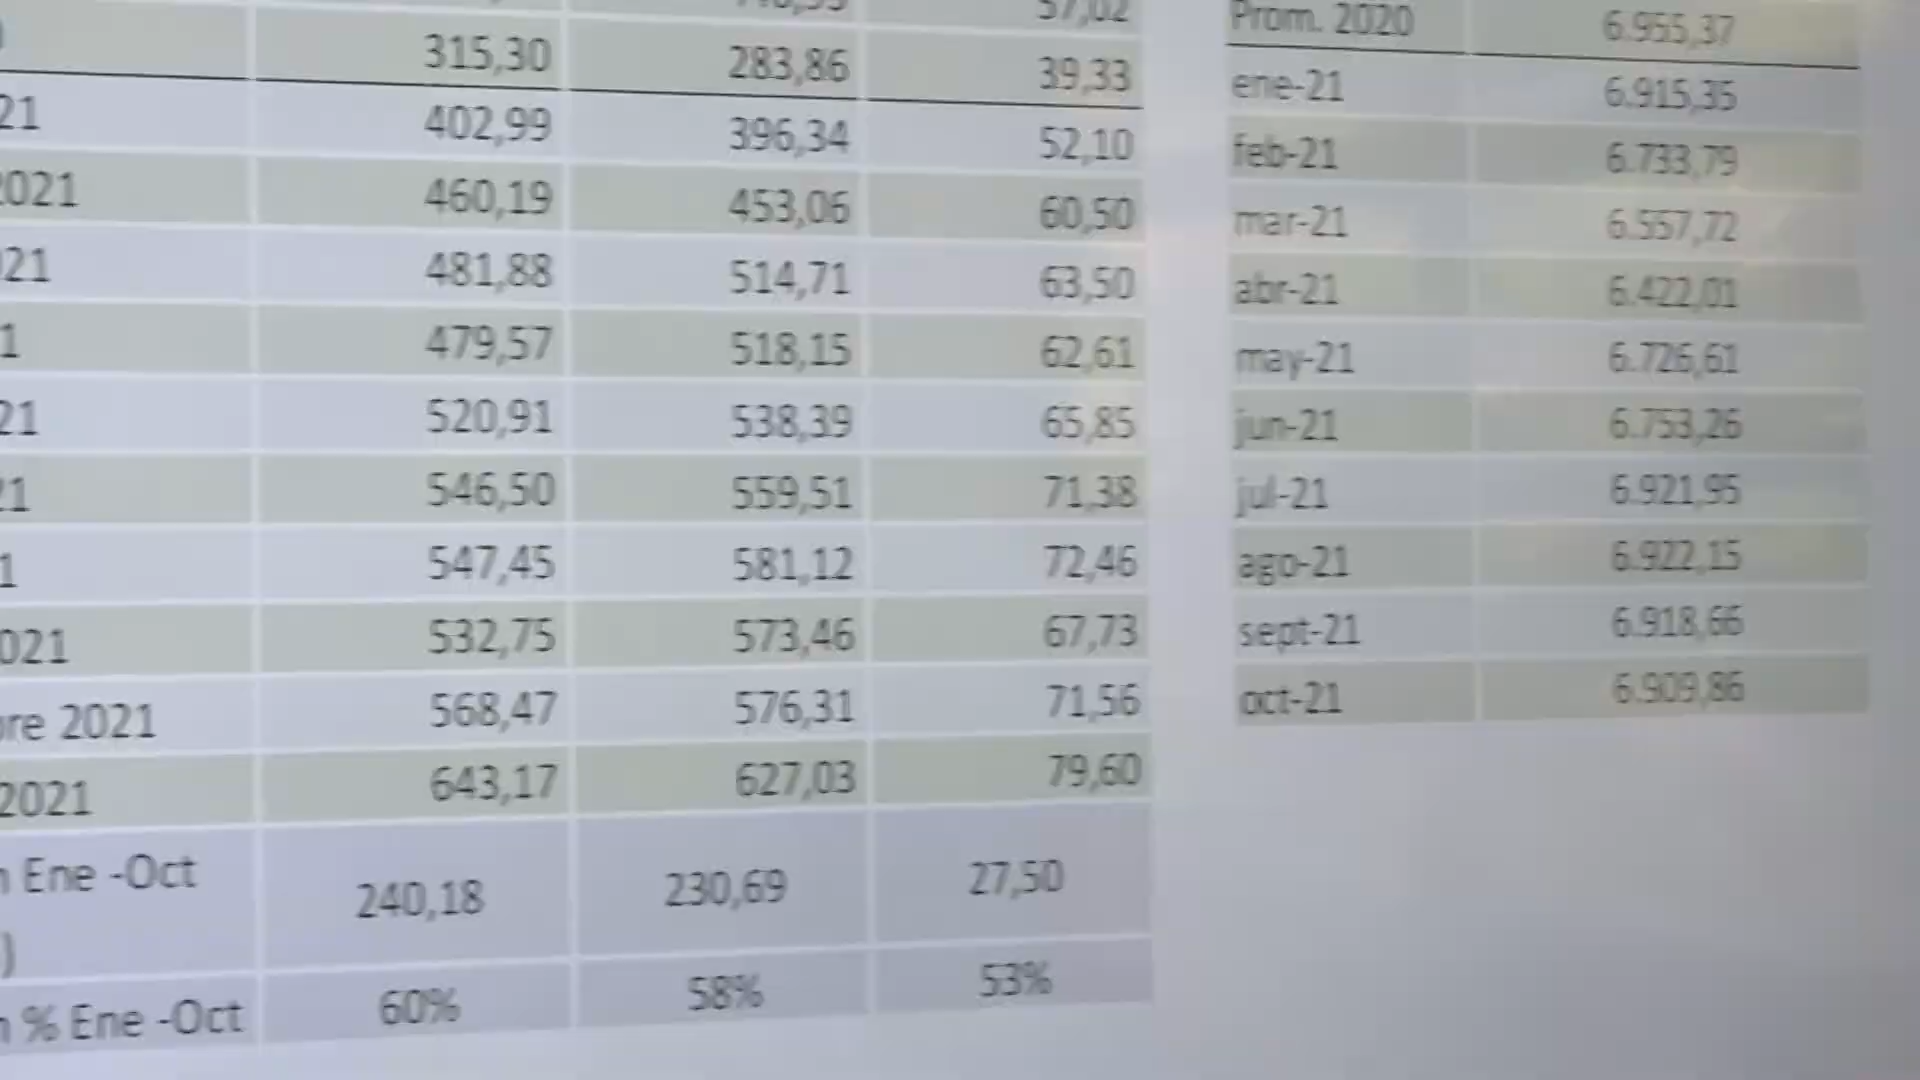 57,02
315,30 283,86 39,33
21 402,99 396,34 52,10
2021 460,19 453,06 60,50
021 481,88 514,71 63,50
1 479,57 518,15 62,61
21 520,91 538,39 65,85
21 546,50 559,51 71,38
1 547,45 581,12 72,46
021 532,75 573,46 67,73
bre 2021 568,47 576,31 71,56
2021 643,17 627,03 79,60
n Ene -Oct 240,18 230,69 27,50
)
n % Ene -Oct 60% 58% 53%
Prom. 2020 6.955,37
ene-21 6.915,35
feb-21 6.733,79
mar-21 6.557,72
abr-21 6.422,01
may-21 6.726,61
jun-21 6.753,26
jul-21 6.921,95
ago-21 6.922,15
sept-21 6.918,66
oct-21 6.909,86